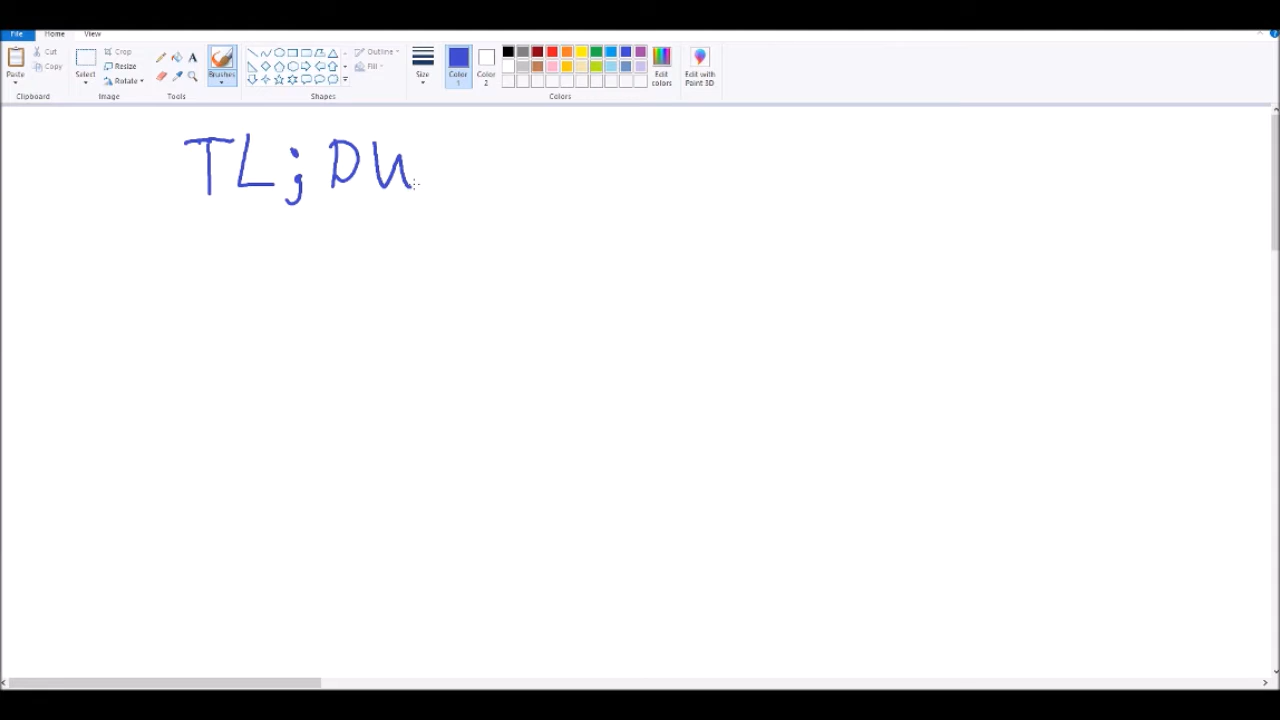 File Home View
Paste Cut Copy Clipboard
Select Crop Resize Rotate Image
Tools
Brushes
Outline Fill Shapes
Size
Color 1
Color 2
Edit colors
Colors
Edit with Paint 3D
TL;DW